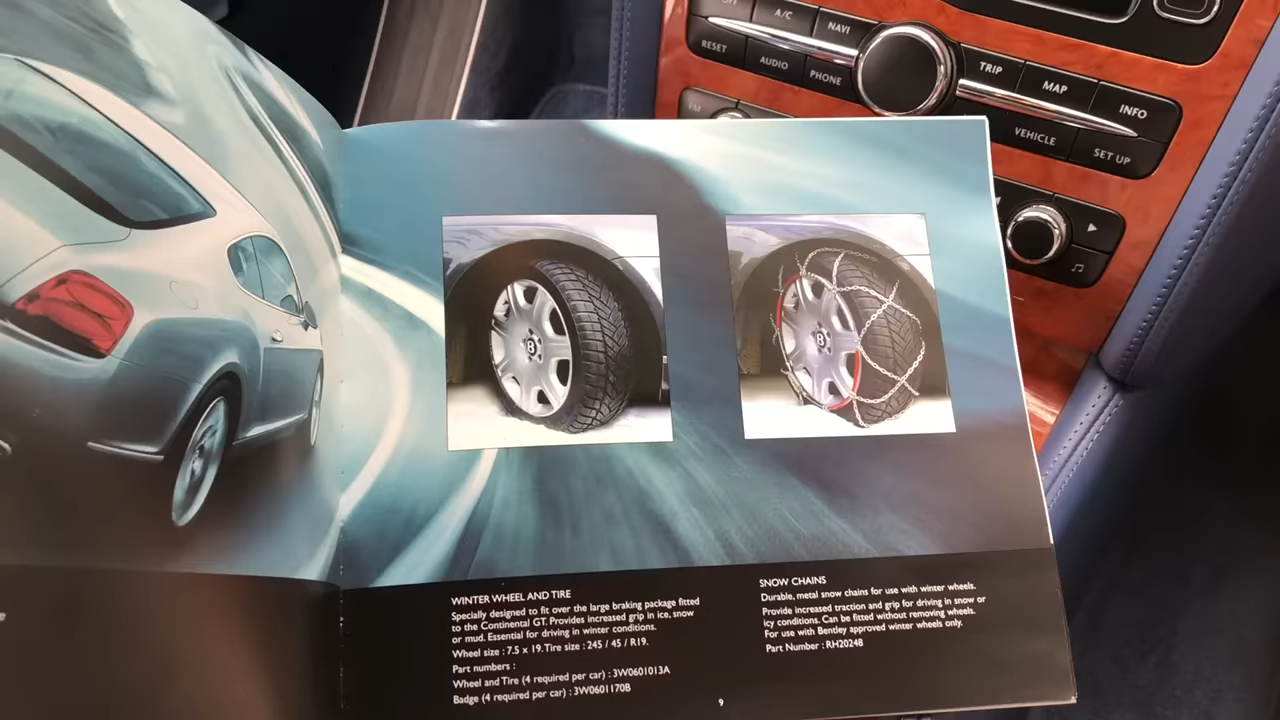 OFF
A/C
NAVI
RESET
AUDIO
PHONE
TRIP
MAP
INFO
VEHICLE
SET UP
FM
B
B
WINTER WHEEL AND TIRE
Specially designed to fit over the large braking package fitted
to the Continental GT. Provides increased grip in ice, snow
or mud. Essential for driving in winter conditions.
Wheel size : 7.5 x 19. Tire size : 245 / 45 / R19.
Part numbers :
Wheel and Tire (4 required per car) : 3W0601013A
Badge (4 required per car) : 3W0601170B
SNOW CHAINS
Durable, metal snow chains for use with winter wheels.
Provide increased traction and grip for driving in snow or
icy conditions. Can be fitted without removing wheels.
For use with Bentley approved winter wheels only.
Part Number : RH20248
9